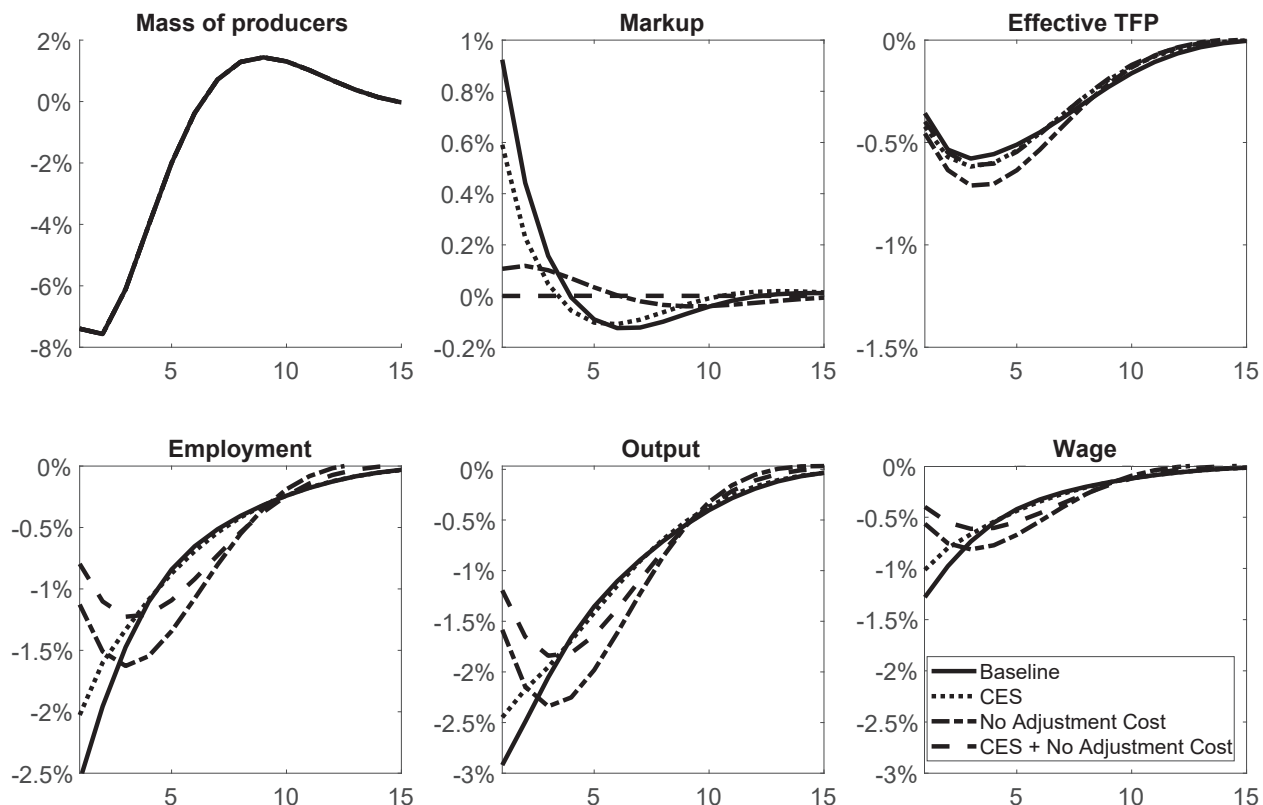 Mass of producers
2%
0%
-2%
-4%
-6%
-8%
5 10 15
Markup
1%
0.8%
0.6%
0.4%
0.2%
0%
-0.2%
5 10 15
Effective TFP
0%
-0.5%
-1%
-1.5%
5 10 15
Employment
0%
-0.5%
-1%
-1.5%
-2%
-2.5%
5 10 15
Output
0%
-0.5%
-1%
-1.5%
-2%
-2.5%
-3%
5 10 15
Wage
0%
-0.5%
-1%
-1.5%
-2%
-2.5%
-3%
5 10 15
Baseline
CES
No Adjustment Cost
CES + No Adjustment Cost